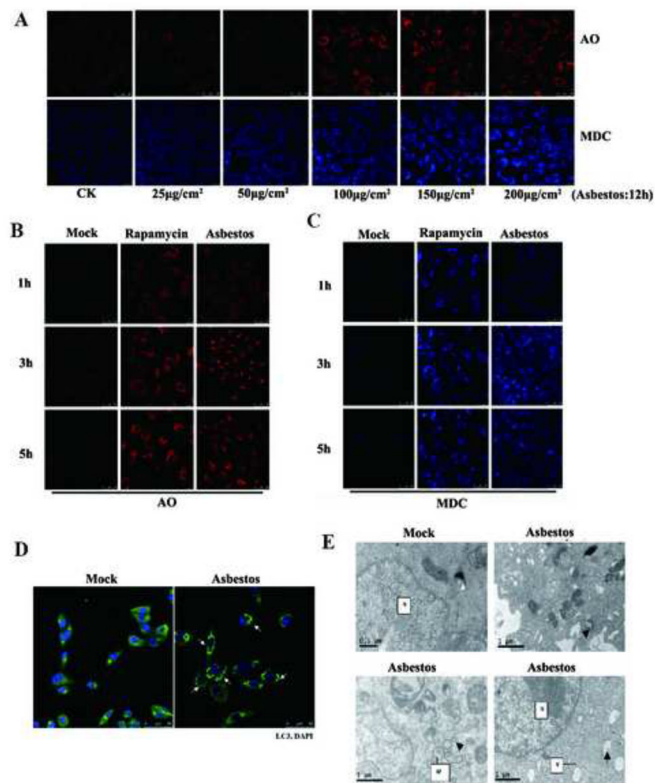 A
AO
MDC
CK 25μg/cm² 50μg/cm² 100μg/cm² 150μg/cm² 200μg/cm² (Asbestos:12h)
B
Mock Rapamycin Asbestos
1h
3h
5h
AO
C
Mock Rapamycin Asbestos
1h
3h
5h
MDC
D
Mock Asbestos
LC3, DAPI
E
Mock Asbestos
Asbestos Asbestos